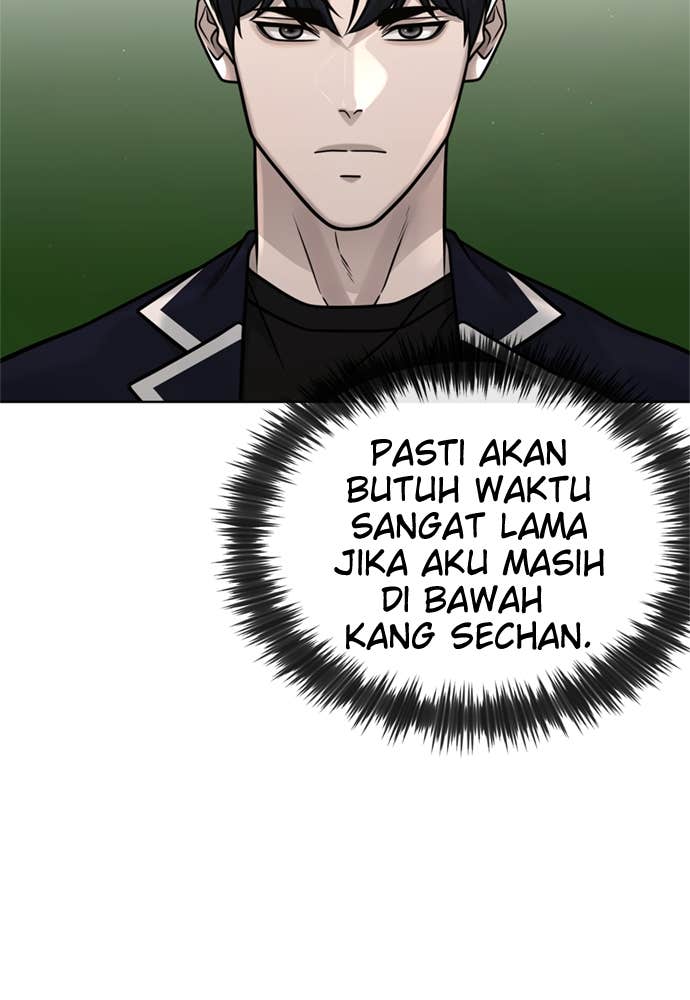 PASTI AKAN
BUTUH WAKTU
SANGAT LAMA
JIKA AKU MASIH
DI BAWAH
KANG SECHAN.